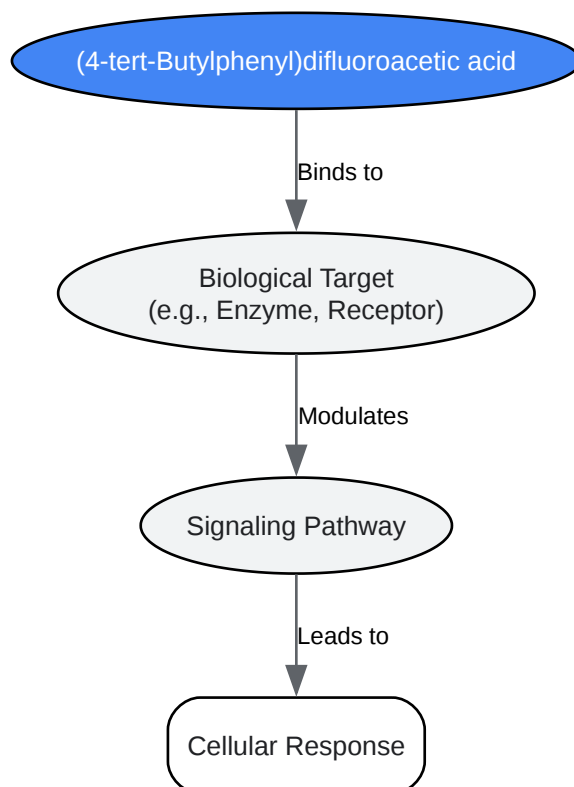 (4-tert-Butylphenyl)difluoroacetic acid
Binds to
Biological Target
(e.g., Enzyme, Receptor)
Modulates
Signaling Pathway
Leads to
Cellular Response